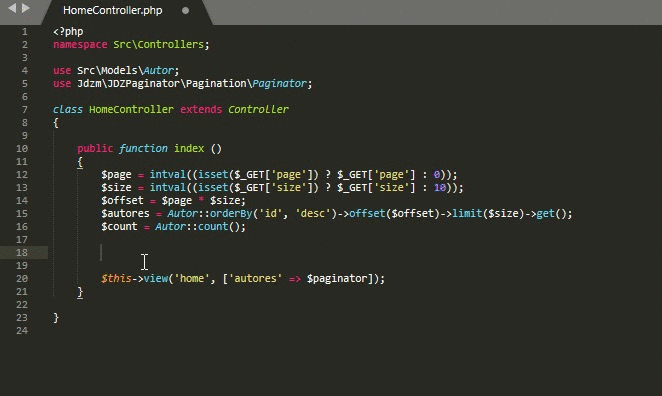 HomeController.php
1 <?php
2 namespace Src\Controllers;
3
4 use Src\Models\Autor;
5 use Jdzm\JDZPaginator\Pagination\Paginator;
6
7 class HomeController extends Controller
8 {
9
10 public function index ()
11 {
12 $page = intval((isset($_GET['page']) ? $_GET['page'] : 0));
13 $size = intval((isset($_GET['size']) ? $_GET['size'] : 10));
14 $offset = $page * $size;
15 $autores = Autor::orderBy('id', 'desc')->offset($offset)->limit($size)->get();
16 $count = Autor::count();
17
18
19
20 $this->view('home', ['autores' => $paginator]);
21 }
22
23 }
24